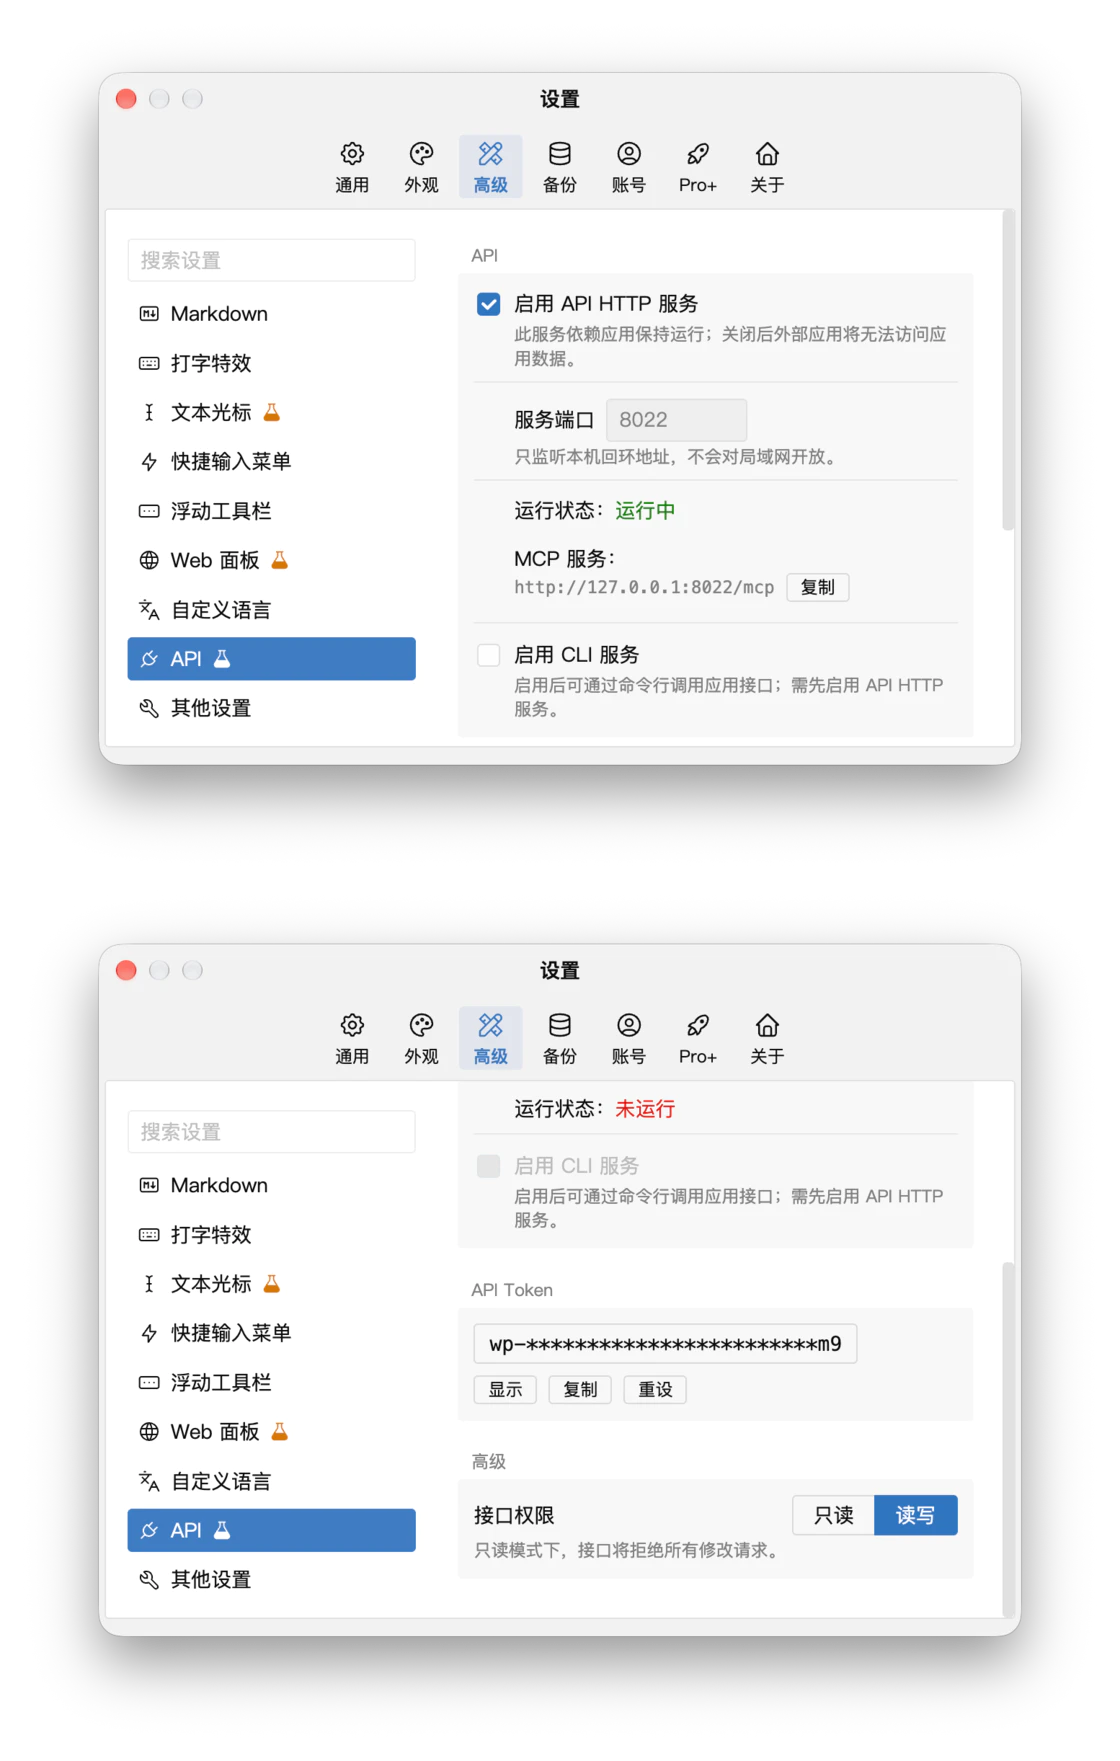 设置
通用 外观 高级 备份 账号 Pro+ 关于
搜索设置
Markdown
打字特效
文本光标
快捷输入菜单
浮动工具栏
Web 面板
自定义语言
API
其他设置
API
启用 API HTTP 服务
此服务依赖应用保持运行；关闭后外部应用将无法访问应
用数据。
服务端口 8022
只监听本机回环地址，不会对局域网开放。
运行状态：运行中
MCP 服务：
http://127.0.0.1:8022/mcp 复制
启用 CLI 服务
启用后可通过命令行调用应用接口；需先启用 API HTTP
服务。
设置
通用 外观 高级 备份 账号 Pro+ 关于
搜索设置
Markdown
打字特效
文本光标
快捷输入菜单
浮动工具栏
Web 面板
自定义语言
API
其他设置
运行状态：未运行
启用 CLI 服务
启用后可通过命令行调用应用接口；需先启用 API HTTP
服务。
API Token
wp-************************m9
显示 复制 重设
高级
接口权限 只读 读写
只读模式下，接口将拒绝所有修改请求。